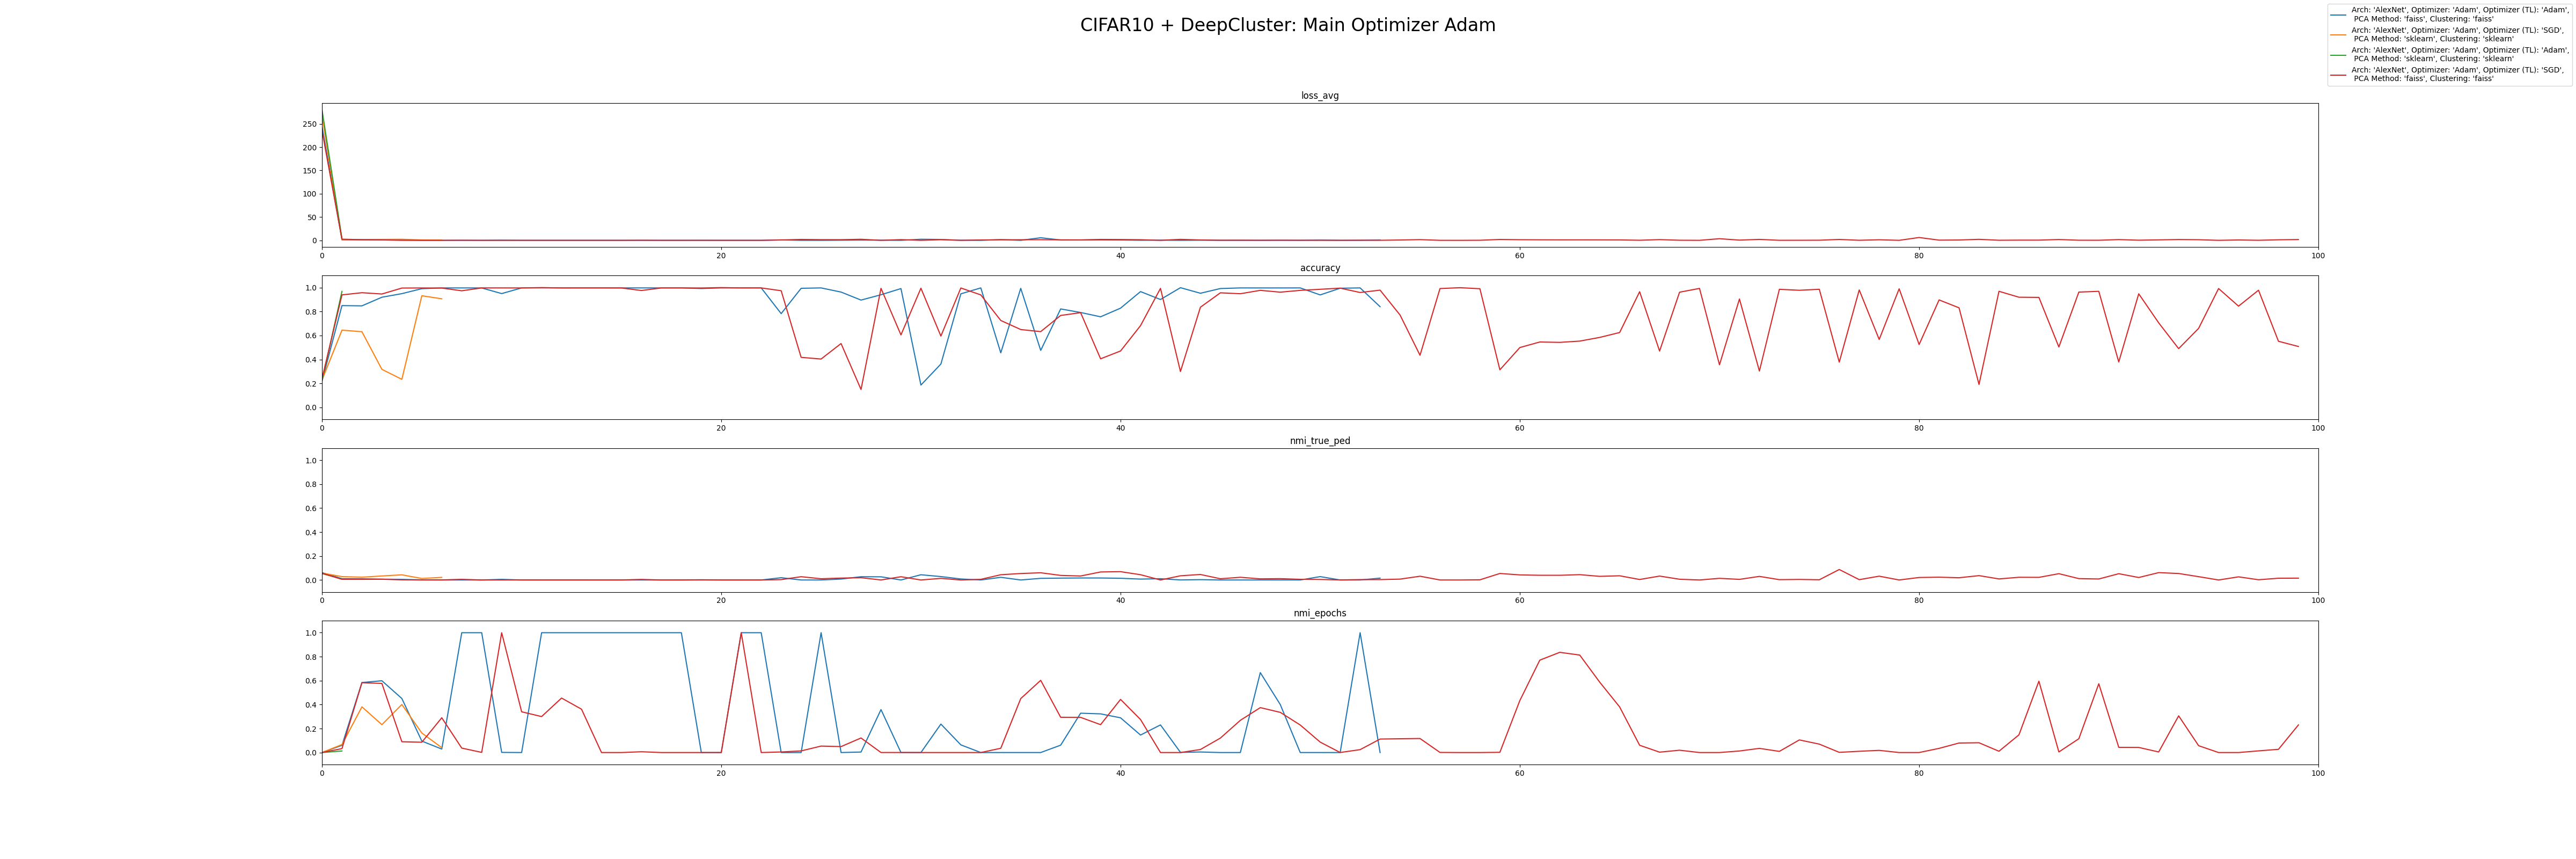 CIFAR10 + DeepCluster: Main Optimizer Adam
Arch: 'AlexNet', Optimizer: 'Adam', Optimizer (TL): 'Adam',
PCA Method: 'faiss', Clustering: 'faiss'
Arch: 'AlexNet', Optimizer: 'Adam', Optimizer (TL): 'SGD',
PCA Method: 'sklearn', Clustering: 'sklearn'
Arch: 'AlexNet', Optimizer: 'Adam', Optimizer (TL): 'Adam',
PCA Method: 'sklearn', Clustering: 'sklearn'
Arch: 'AlexNet', Optimizer: 'Adam', Optimizer (TL): 'SGD',
PCA Method: 'faiss', Clustering: 'faiss'
loss_avg
250
200
150
100
50
0
0 20 40 60 80 100
accuracy
1.0
0.8
0.6
0.4
0.2
0.0
0 20 40 60 80 100
nmi_true_ped
1.0
0.8
0.6
0.4
0.2
0.0
0 20 40 60 80 100
nmi_epochs
1.0
0.8
0.6
0.4
0.2
0.0
0 20 40 60 80 100